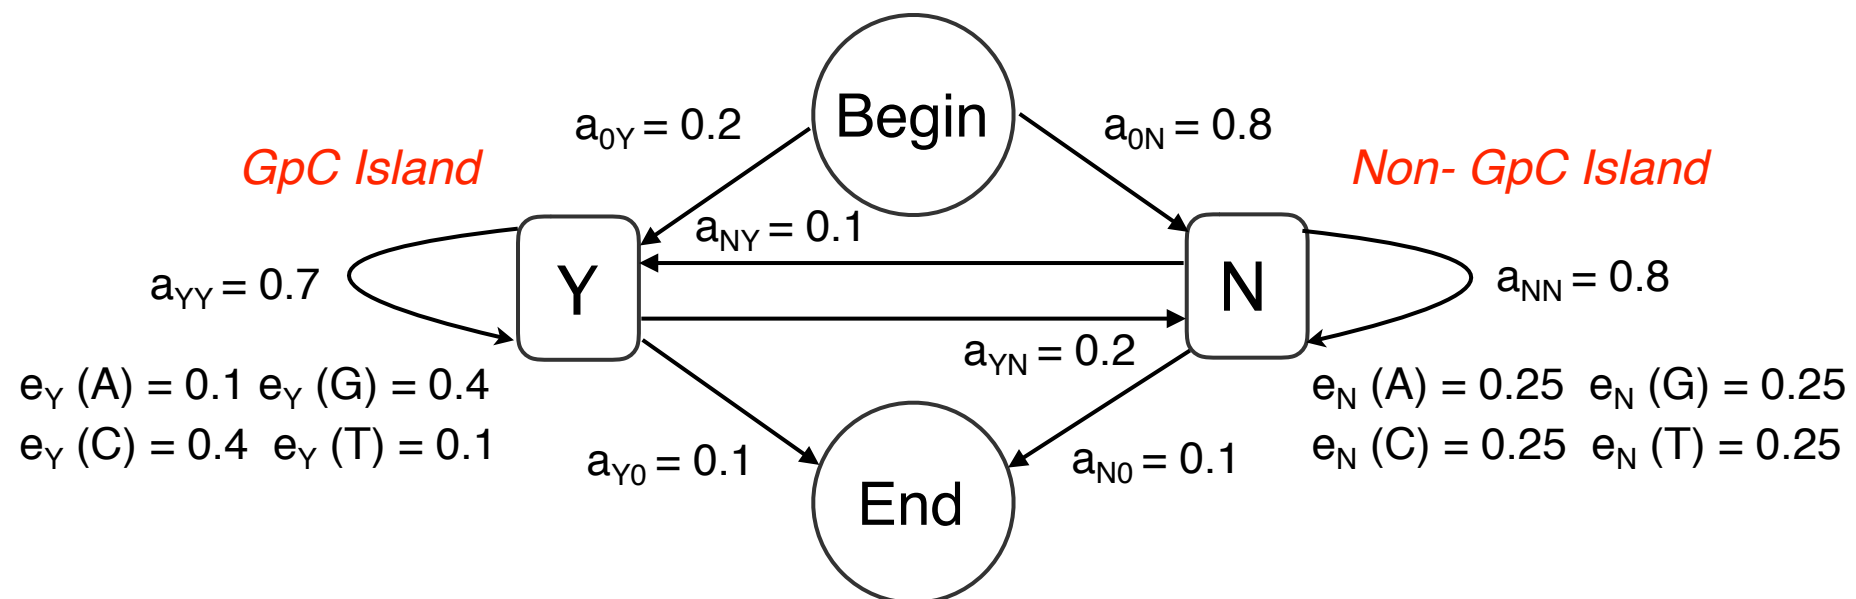 Begin
a0Y = 0.2
a0N = 0.8
GpC Island
Non- GpC Island
aNY = 0.1
aYY = 0.7
Y
N
aNN = 0.8
aYN = 0.2
eY (A) = 0.1 eY (G) = 0.4
eN (A) = 0.25 eN (G) = 0.25
eY (C) = 0.4 eY (T) = 0.1
eN (C) = 0.25 eN (T) = 0.25
aY0 = 0.1
aN0 = 0.1
End